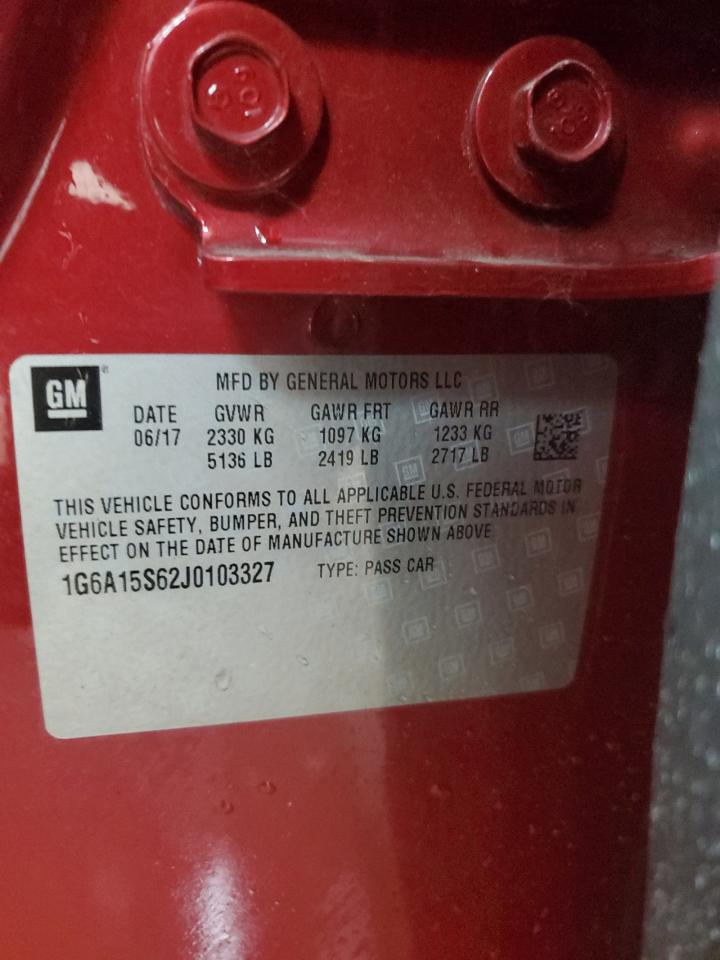 GM
MFD BY GENERAL MOTORS LLC
DATE GVWR GAWR FRT GAWR RR
06/17 2330 KG 1097 KG 1233 KG
5136 LB 2419 LB 2717 LB
THIS VEHICLE CONFORMS TO ALL APPLICABLE U.S. FEDERAL MOTOR
VEHICLE SAFETY, BUMPER, AND THEFT PREVENTION STANDARDS IN
EFFECT ON THE DATE OF MANUFACTURE SHOWN ABOVE
1G6A15S62J0103327 TYPE: PASS CAR